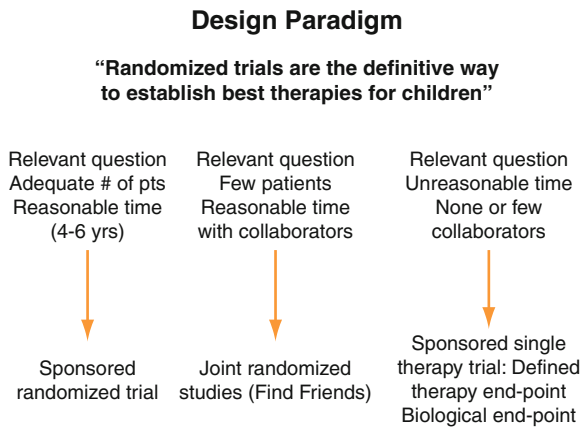 Design Paradigm
“Randomized trials are the definitive way
to establish best therapies for children”
Relevant question
Adequate # of pts
Reasonable time
(4-6 yrs)
Relevant question
Few patients
Reasonable time
with collaborators
Relevant question
Unreasonable time
None or few
collaborators
Sponsored
randomized trial
Joint randomized
studies (Find Friends)
Sponsored single
therapy trial: Defined
therapy end-point
Biological end-point